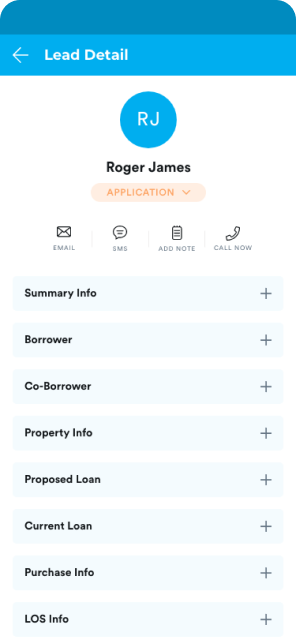 Lead Detail
RJ
Roger James
APPLICATION
EMAIL SMS ADD NOTE CALL NOW
Summary Info
Borrower
Co-Borrower
Property Info
Proposed Loan
Current Loan
Purchase Info
LOS Info